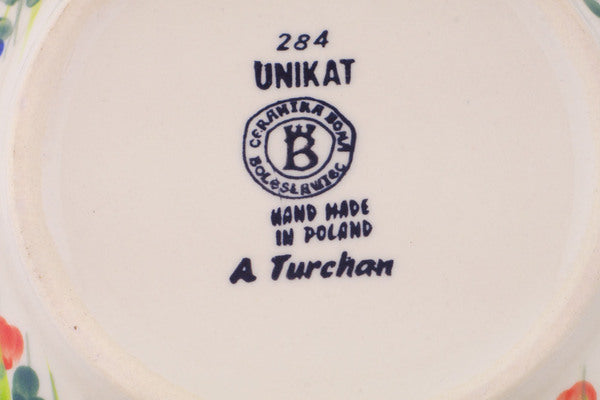 284
UNIKAT
CERAMIKA BONA
B
BOLESŁAWIEC
HAND MADE
IN POLAND
A Turchan